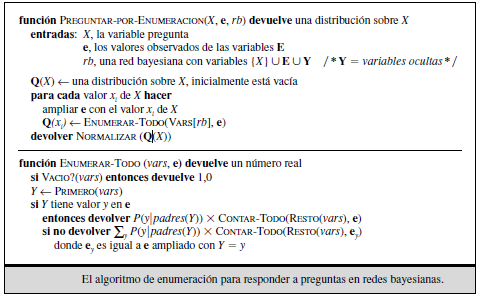 función PREGUNTAR-POR-ENUMERACION(X, e, rb) devuelve una distribución sobre X
entradas: X, la variable pregunta
e, los valores observados de las variables E
rb, una red bayesiana con variables {X} ∪ E ∪ Y /* Y = variables ocultas */
Q(X) ← una distribución sobre X, inicialmente está vacía
para cada valor xᵢ de X hacer
ampliar e con el valor xᵢ de X
Q(xᵢ) ← ENUMERAR-TODO(VARS[rb], e)
devolver NORMALIZAR (Q(X))
función ENUMERAR-TODO (vars, e) devuelve un número real
si VACIO?(vars) entonces devuelve 1,0
Y ← PRIMERO(vars)
si Y tiene valor y en e
entonces devolver P(y|padres(Y)) × CONTAR-TODO(RESTO(vars), e)
si no devolver ∑y P(y|padres(Y)) × CONTAR-TODO(RESTO(vars), ey)
donde ey es igual a e ampliado con Y = y
El algoritmo de enumeración para responder a preguntas en redes bayesianas.